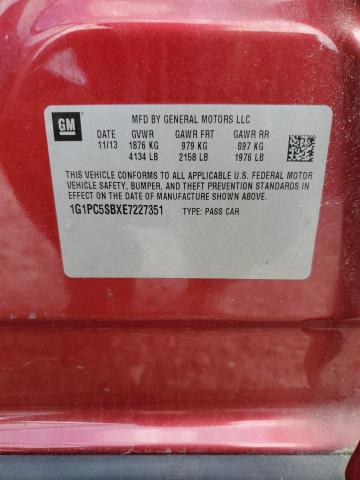 GM
MFD BY GENERAL MOTORS LLC
DATE GVWR GAWR FRT GAWR RR
11/13 1876 KG 979 KG 897 KG
4134 LB 2158 LB 1976 LB
THIS VEHICLE CONFORMS TO ALL APPLICABLE U.S. FEDERAL MOTOR
VEHICLE SAFETY, BUMPER, AND THEFT PREVENTION STANDARDS
IN EFFECT ON THE DATE OF MANUFACTURE SHOWN ABOVE.
1G1PC5SBXE7227351 TYPE: PASS CAR